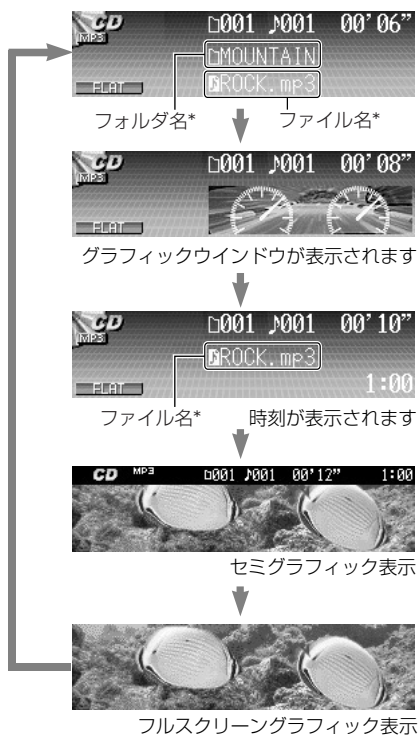 CD 001 001 00'06”
MP3
MOUNTAIN
FLAT ROCK.mp3
フォルダ名* ファイル名*
CD 001 001 00'08”
MP3
FLAT
グラフィックウインドウが表示されます
CD 001 001 00'10”
MP3
ROCK.mp3
FLAT 1:00
ファイル名* 時刻が表示されます
CD MP3 001 001 00'12” 1:00
セミグラフィック表示
フルスクリーングラフィック表示